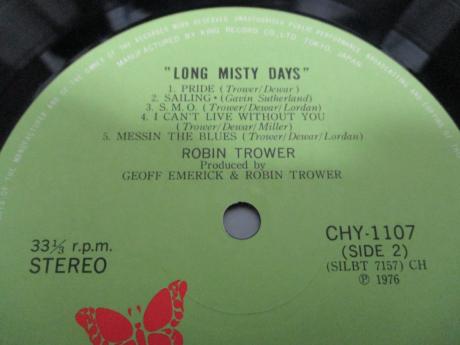 MANUFACTURED BY KING RECORD CO., LTD. TOKYO, JAPAN.
"LONG MISTY DAYS"
1. PRIDE (Trower/Dewar)
2. SAILING • (Gavin Sutherland)
3. S. M. O. (Trower/Dewar/Lordan)
4. I CAN'T LIVE WITHOUT YOU
(Trower/Dewar/Miller)
5. MESSIN THE BLUES (Trower/Dewar/Lordan)
ROBIN TROWER
Produced by
GEOFF EMERICK & ROBIN TROWER
33⅓ r.p.m.
STEREO
CHY-1107
(SIDE 2)
(SILBT 7157) CH
Ⓟ 1976